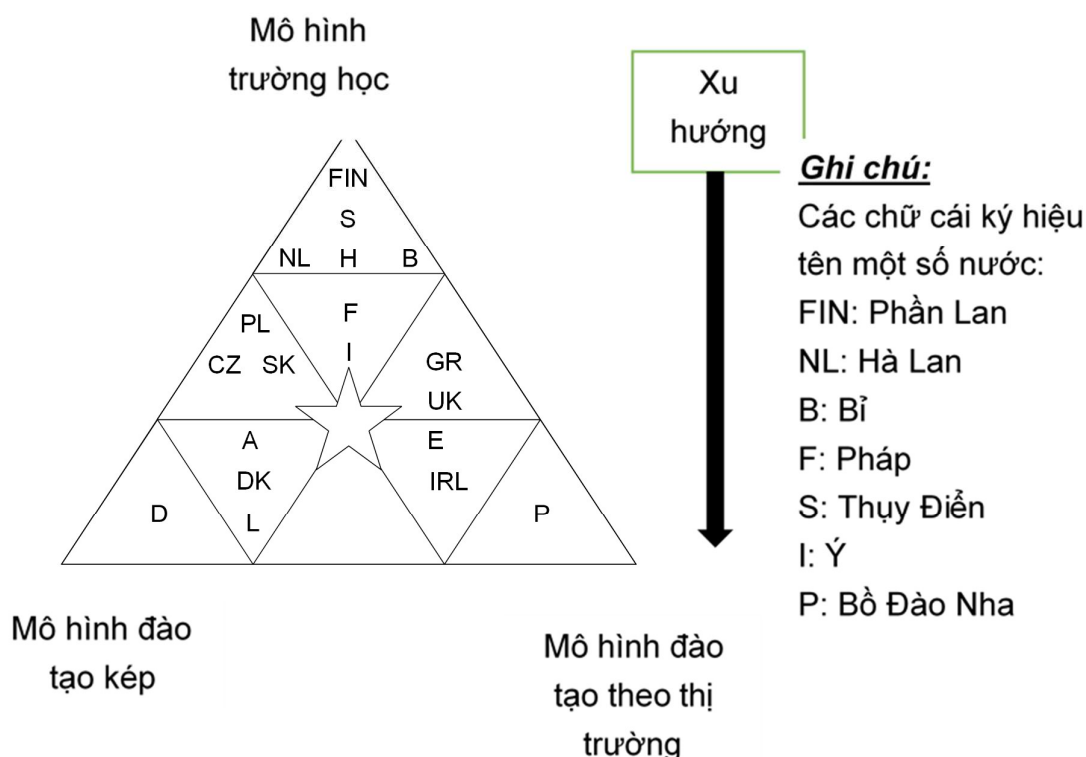 Mô hình
trường học
Xu
hướng
FIN
S
NL H B
F
I
PL
CZ SK
GR
UK
A
DK
L
E
IRL
D
P
Ghi chú:
Các chữ cái ký hiệu
tên một số nước:
FIN: Phần Lan
NL: Hà Lan
B: Bỉ
F: Pháp
S: Thụy Điển
I: Ý
P: Bồ Đào Nha
Mô hình đào
tạo kép
Mô hình đào
tạo theo thị
trường